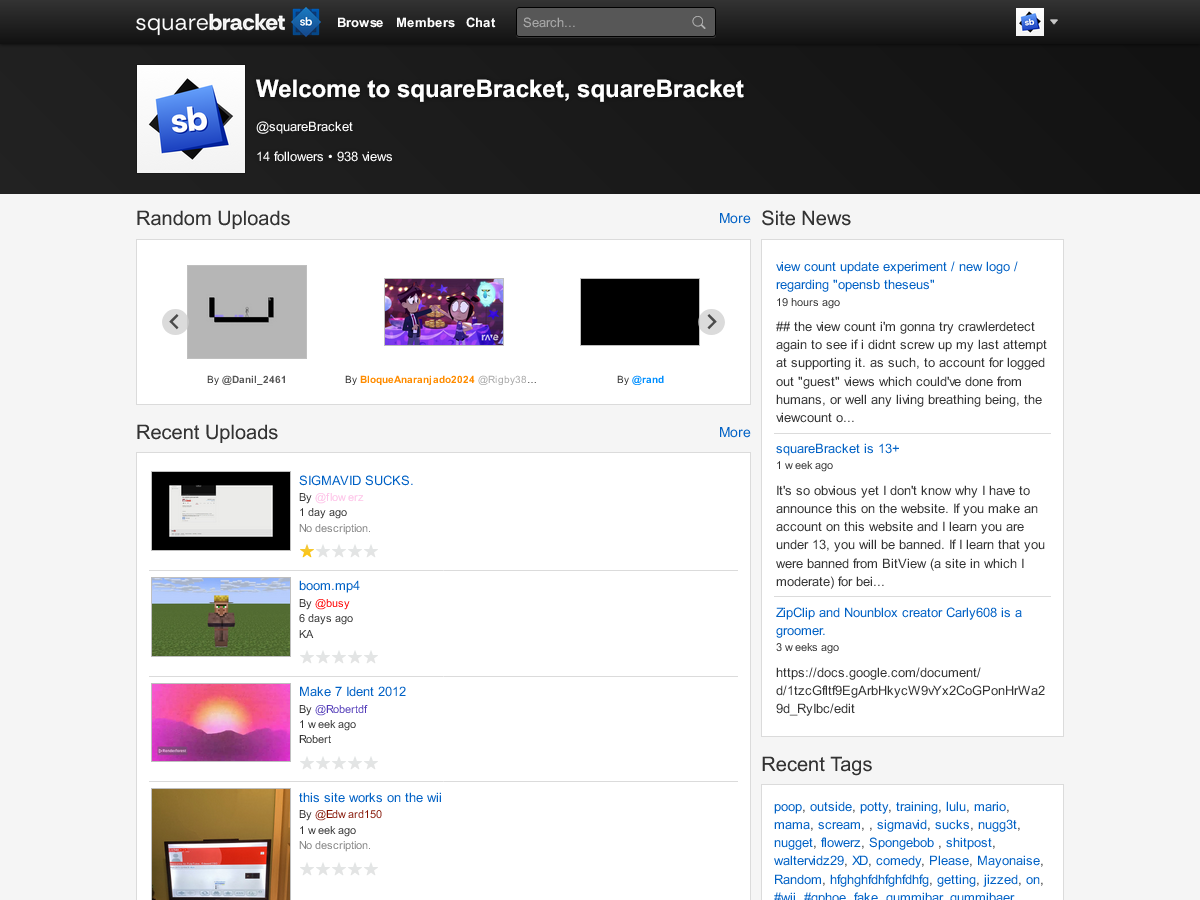 squarebracket sb Browse Members Chat Search...
sb
Welcome to squareBracket, squareBracket
@squareBracket
14 followers • 938 views
Random Uploads More
By @Danil_2461
By BloqueAnaranjado2024 @Rigby38...
By @rand
Recent Uploads More
SIGMAVID SUCKS.
By @flowerz
1 day ago
No description.
boom.mp4
By @busy
6 days ago
KA
Make 7 Ident 2012
By @Robertdf
1 week ago
Robert
this site works on the wii
By @Edward150
1 week ago
No description.
Site News
view count update experiment / new logo /
regarding "opensb theseus"
19 hours ago
## the view count i'm gonna try crawlerdetect
again to see if i didnt screw up my last attempt
at supporting it. as such, to account for logged
out "guest" views which could've done from
humans, or well any living breathing being, the
viewcount o...
squareBracket is 13+
1 week ago
It's so obvious yet I don't know why I have to
announce this on the website. If you make an
account on this website and I learn you are
under 13, you will be banned. If I learn that you
were banned from BitView (a site in which I
moderate) for bei...
ZipClip and Nounblox creator Carly608 is a
groomer.
3 weeks ago
https://docs.google.com/document/
d/1tzcGfltf9EgArbHkycW9vYx2CoGPonHrWa2
9d_RyIbc/edit
Recent Tags
poop, outside, potty, training, lulu, mario,
mama, scream, , sigmavid, sucks, nugg3t,
nugget, flowerz, Spongebob , shitpost,
waltervidz29, XD, comedy, Please, Mayonaise,
Random, hfghghfdhfghfdhfg, getting, jizzed, on,
#wii, #gphoe, fake, gummibar, gummibaer,